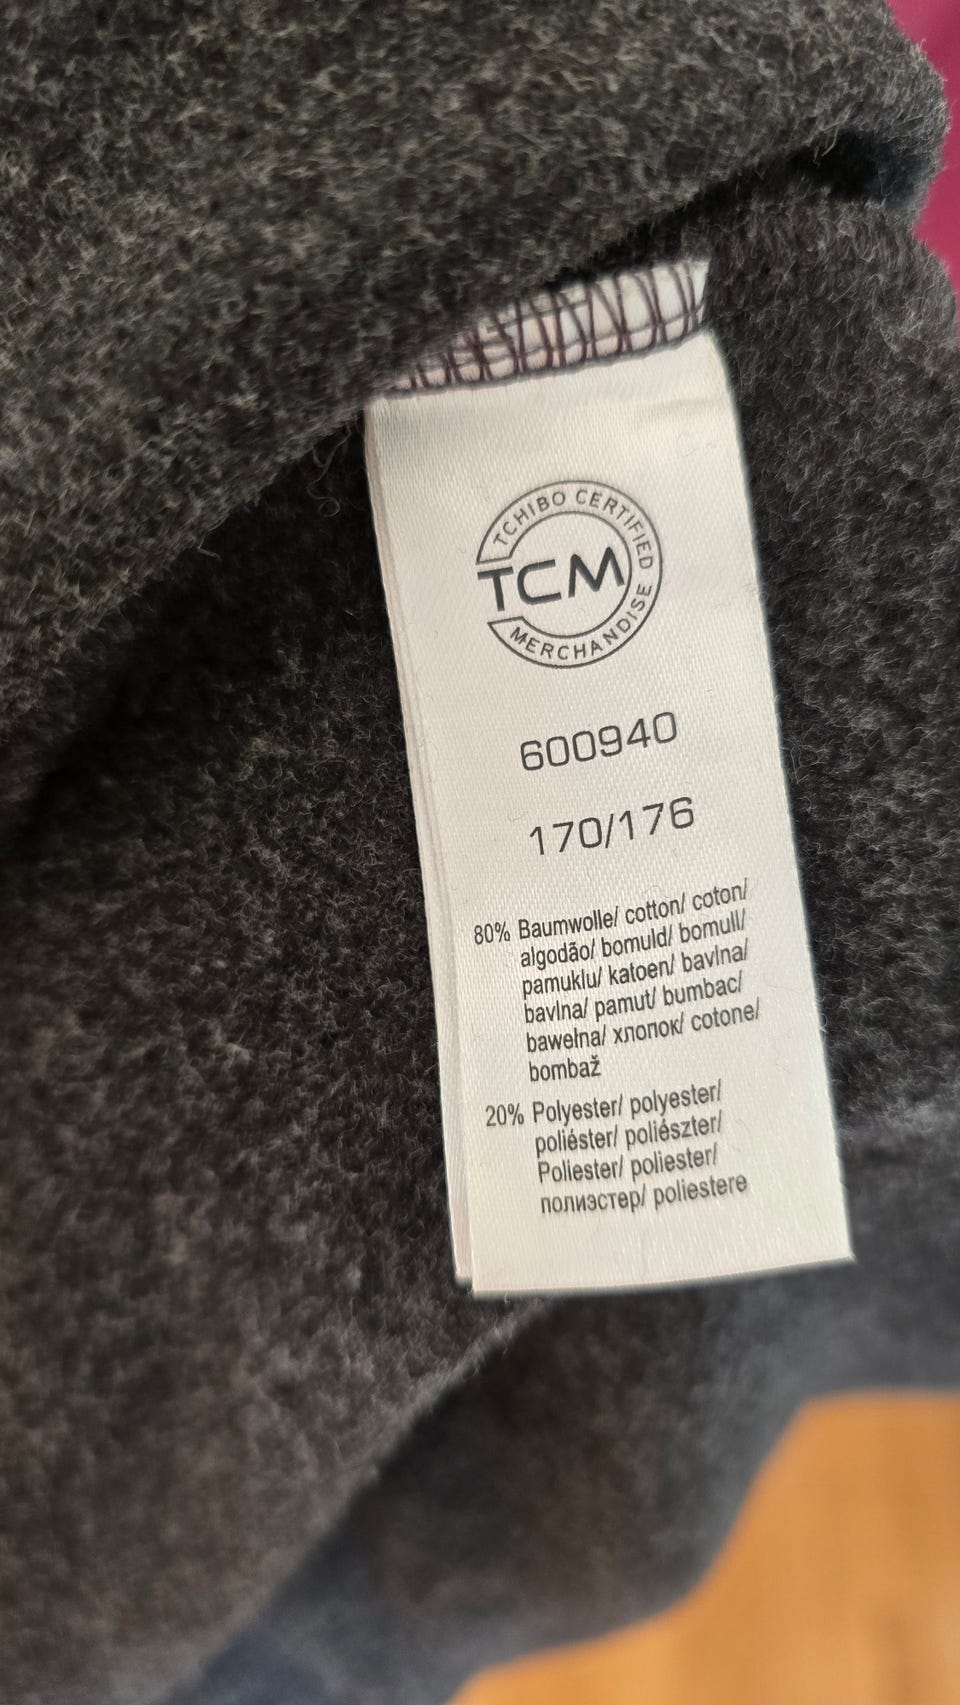 TCHIBO CERTIFIED
TCM
MERCHANDISE
600940
170/176
80% Baumwolle/ cotton/ coton/
algodão/ bomuld/ bomull/
pamuklu/ katoen/ bavlna/
bavlna/ pamut/ bumbac/
bawełna/ хлопок/ cotone/
bombaž
20% Polyester/ polyester/
poliéster/ poliészter/
Poliester/ poliester/
полиэстер/ poliestere